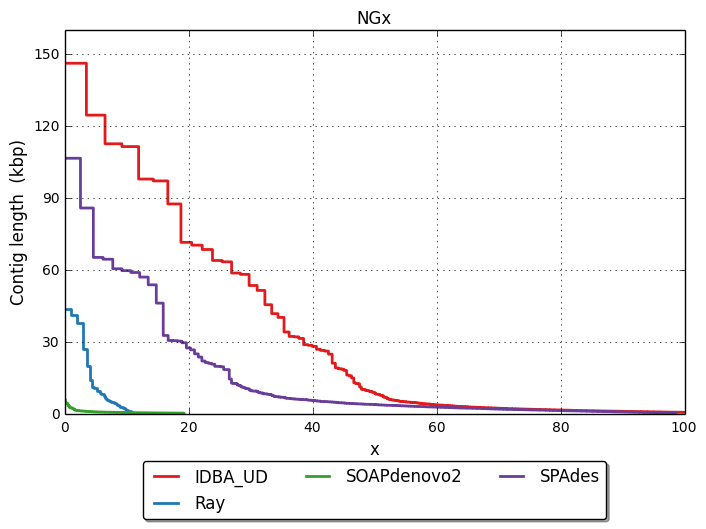 NGx
150
120
90
60
30
0
0 20 40 60 80 100
Contig length (kbp)
x
IDBA_UD SOAPdenovo2 SPAdes
Ray